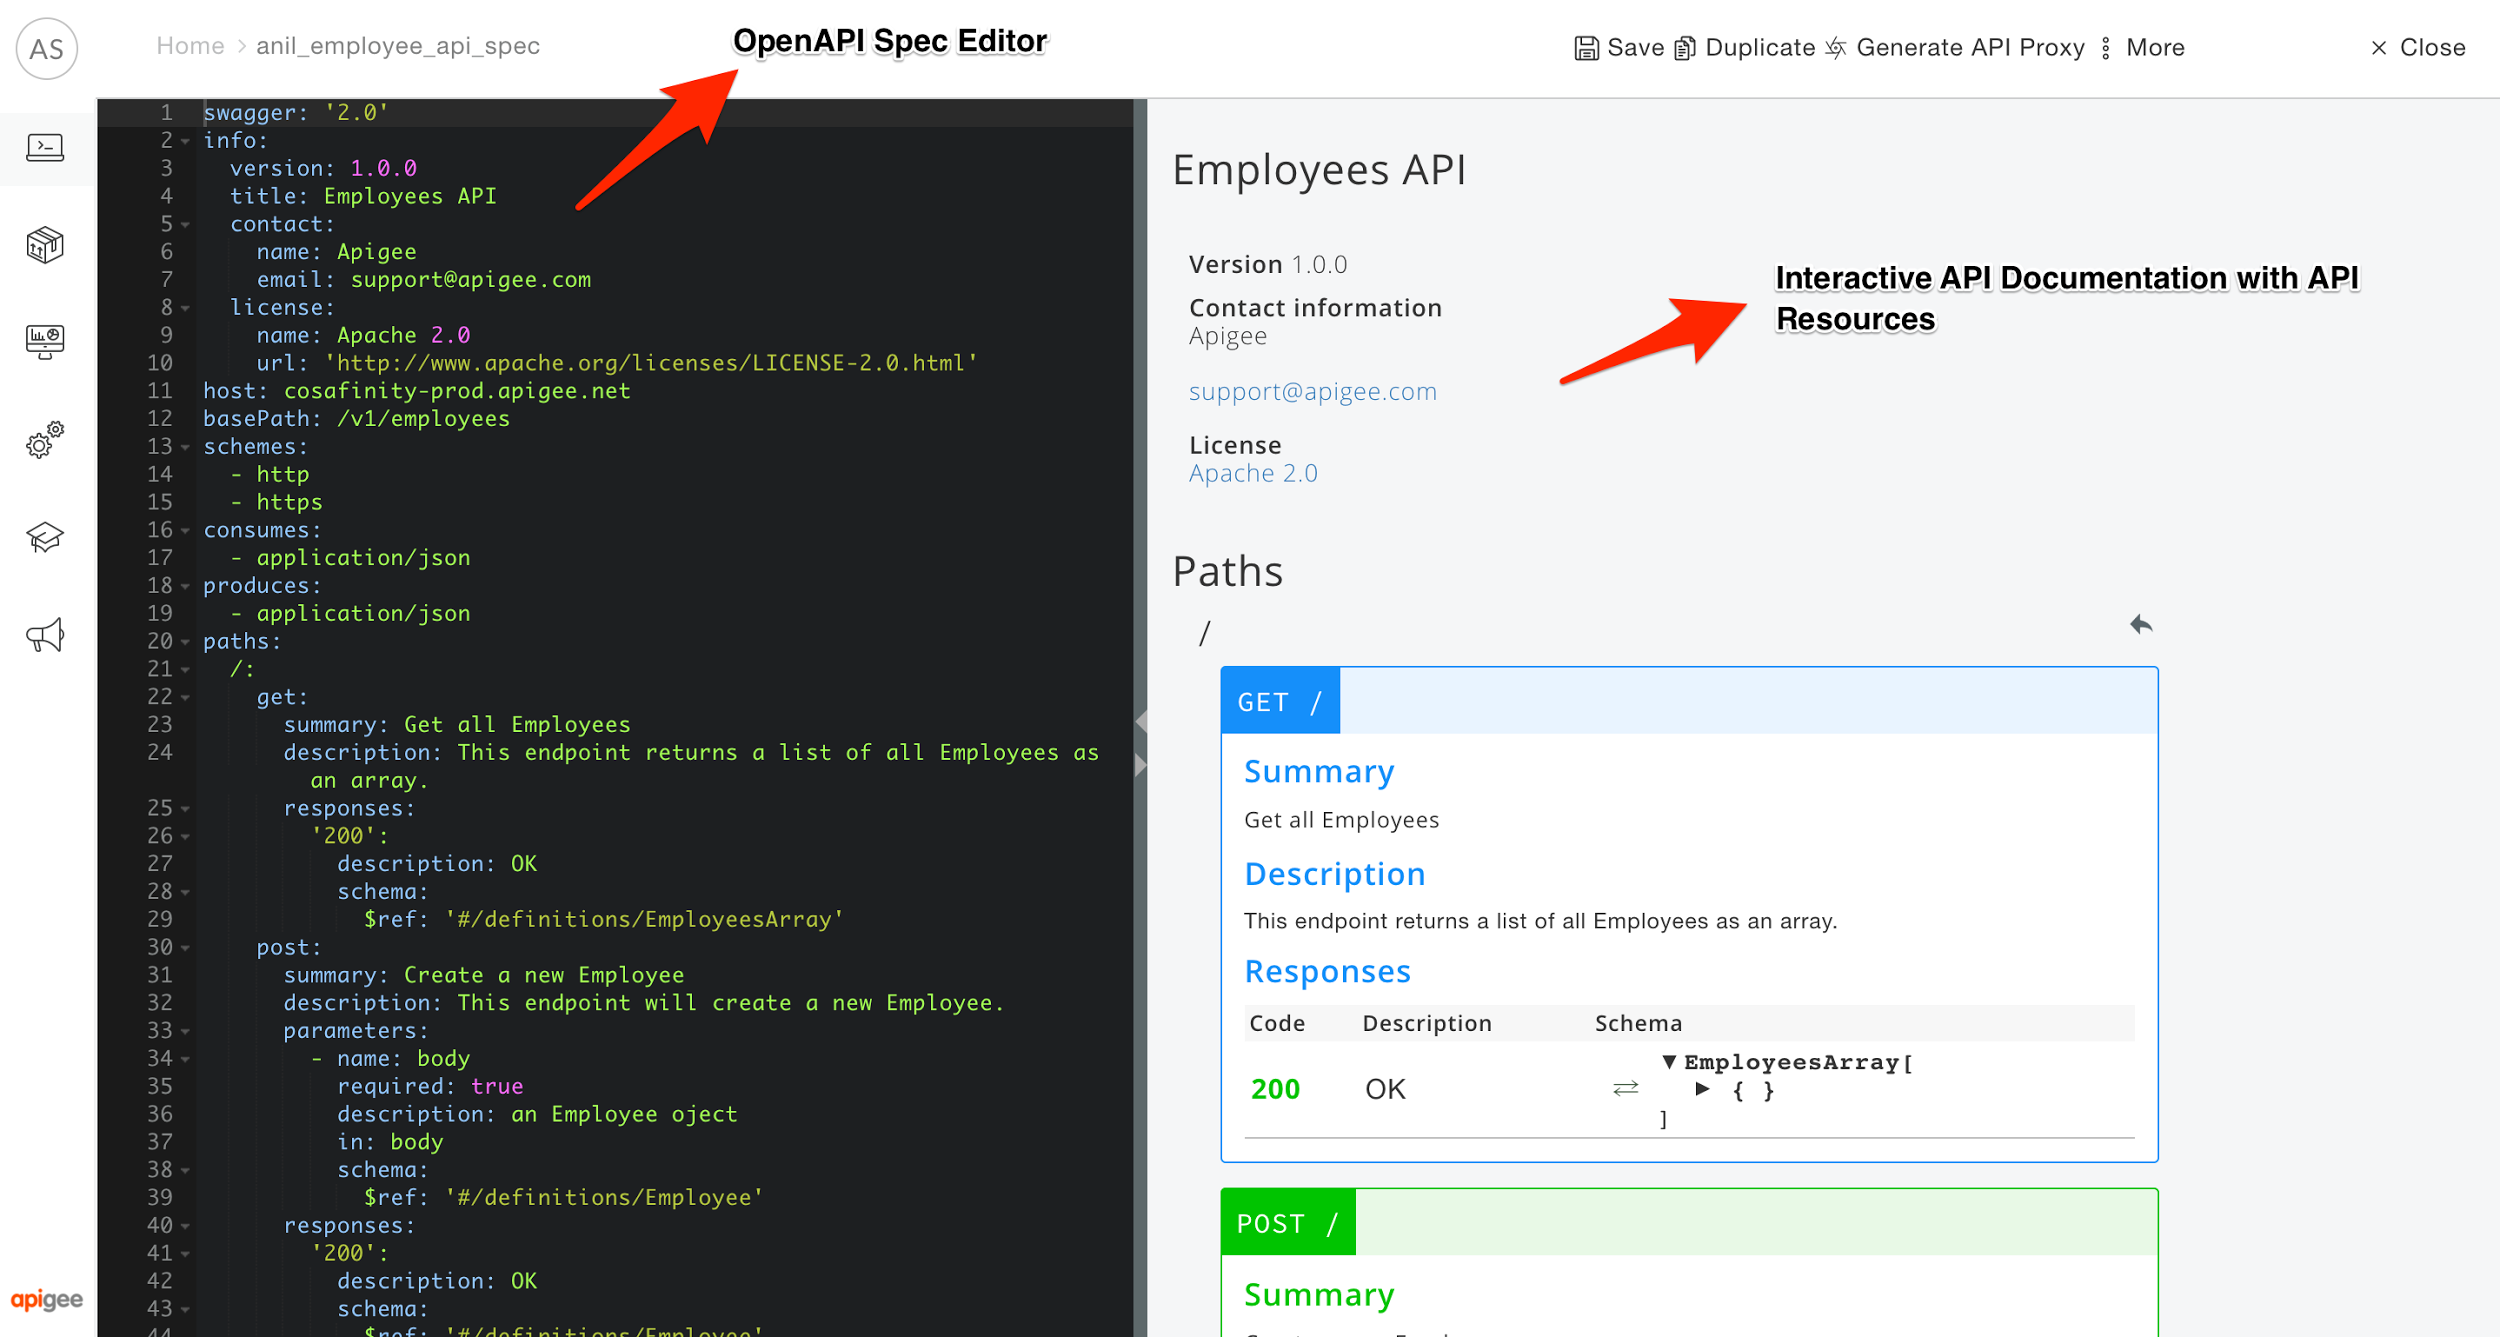 AS
Home > anil_employee_api_spec
OpenAPI Spec Editor
Save Duplicate Generate API Proxy More
Close
1 swagger: '2.0'
2 info:
3 version: 1.0.0
4 title: Employees API
5 contact:
6 name: Apigee
7 email: support@apigee.com
8 license:
9 name: Apache 2.0
10 url: 'http://www.apache.org/licenses/LICENSE-2.0.html'
11 host: cosafinity-prod.apigee.net
12 basePath: /v1/employees
13 schemes:
14 - http
15 - https
16 consumes:
17 - application/json
18 produces:
19 - application/json
20 paths:
21 /:
22 get:
23 summary: Get all Employees
24 description: This endpoint returns a list of all Employees as
an array.
25 responses:
26 '200':
27 description: OK
28 schema:
29 $ref: '#/definitions/EmployeesArray'
30 post:
31 summary: Create a new Employee
32 description: This endpoint will create a new Employee.
33 parameters:
34 - name: body
35 required: true
36 description: an Employee oject
37 in: body
38 schema:
39 $ref: '#/definitions/Employee'
40 responses:
41 '200':
42 description: OK
43 schema:
44 $ref: '#/definitions/Employee'
apigee
Employees API
Version 1.0.0
Contact information
Apigee
support@apigee.com
License
Apache 2.0
Interactive API Documentation with API
Resources
Paths
/
GET /
Summary
Get all Employees
Description
This endpoint returns a list of all Employees as an array.
Responses
Code Description Schema
200 OK
EmployeesArray[
{ }
]
POST /
Summary